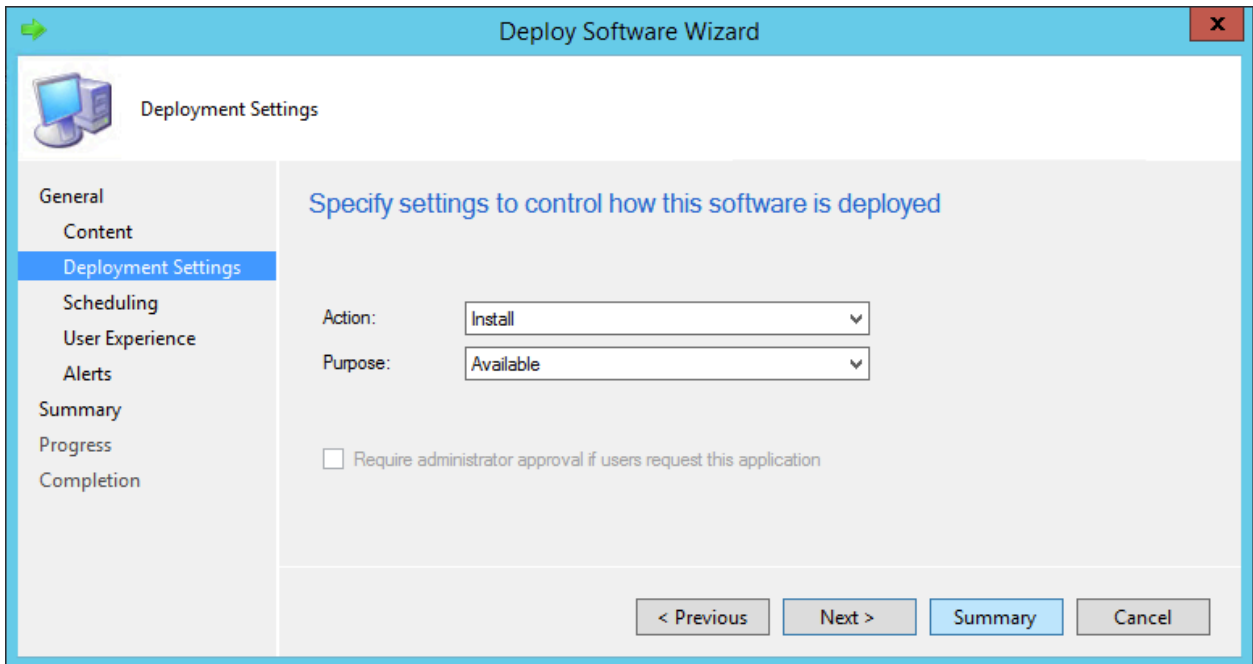 Deploy Software Wizard
x
Deployment Settings
General
Content
Deployment Settings
Scheduling
User Experience
Alerts
Summary
Progress
Completion
Specify settings to control how this software is deployed
Action: Install
Purpose: Available
Require administrator approval if users request this application
< Previous Next > Summary Cancel